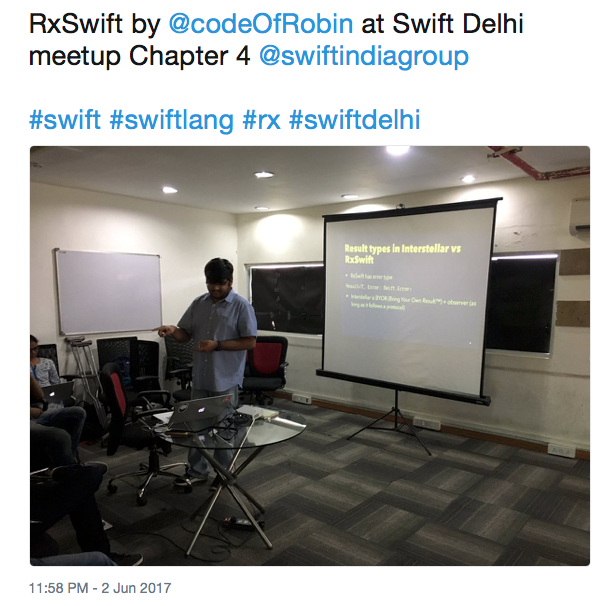 RxSwift by @codeOfRobin at Swift Delhi
meetup Chapter 4 @swiftindiagroup
#swift #swiftlang #rx #swiftdelhi
Result types in Interstellar vs
RxSwift
• RxSwift has error type
Result<T, Error: Swift.Error>
• Interstellar is BYOR (Bring Your Own Result™) + observer (as
long as it follows a protocol)
11:58 PM - 2 Jun 2017